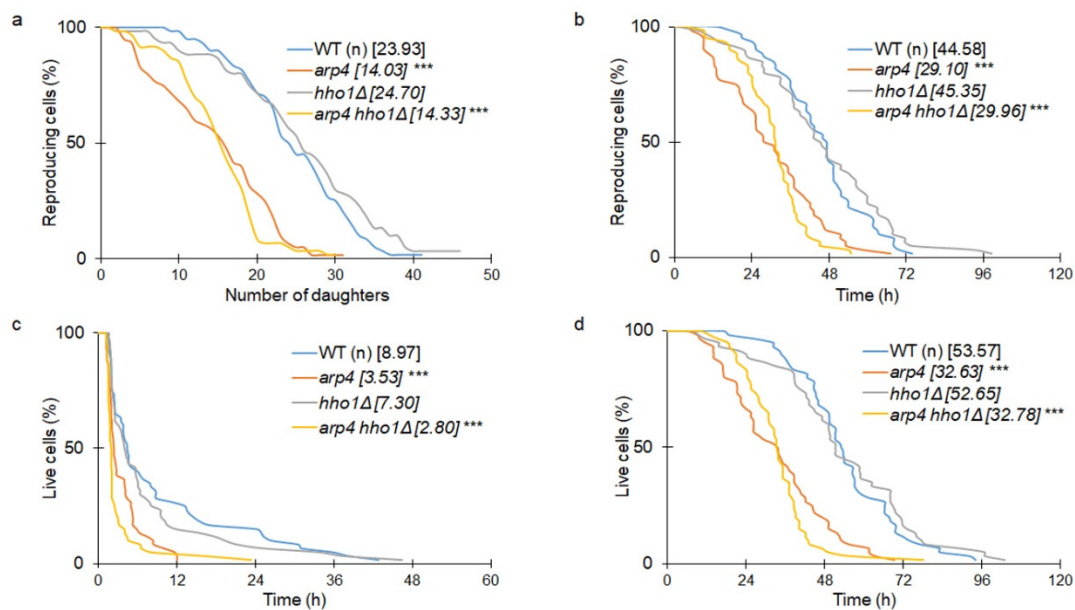 a
100
50
0
Reproducing cells (%)
WT (n) [23.93]
arp4 [14.03] ***
hho1Δ [24.70]
arp4 hho1Δ [14.33] ***
0 10 20 30 40 50
Number of daughters
b
100
50
0
Reproducing cells (%)
WT (n) [44.58]
arp4 [29.10] ***
hho1Δ [45.35]
arp4 hho1Δ [29.96] ***
0 24 48 72 96 120
Time (h)
c
100
50
0
Live cells (%)
WT (n) [8.97]
arp4 [3.53] ***
hho1Δ [7.30]
arp4 hho1Δ [2.80] ***
0 12 24 36 48 60
Time (h)
d
100
50
0
Live cells (%)
WT (n) [53.57]
arp4 [32.63] ***
hho1Δ [52.65]
arp4 hho1Δ [32.78] ***
0 24 48 72 96 120
Time (h)